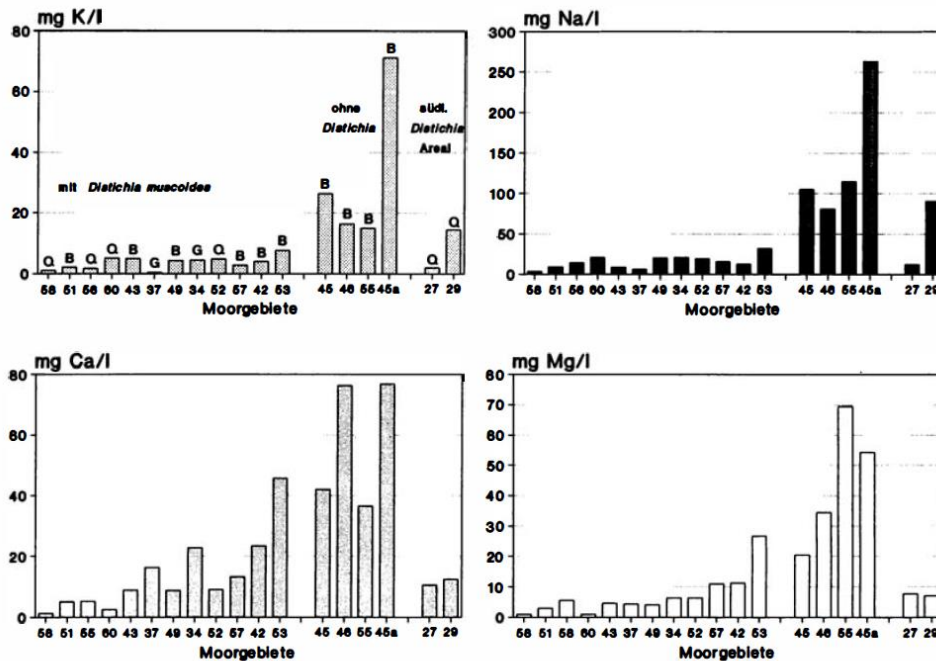 mg K/l
80
60
40
20
0
mit Distichia muscoides
ohne
Distichia
südl.
Distichia
Areal
Q B Q Q B G B G Q B B B B B B B Q Q
58 51 56 60 43 37 49 34 52 57 42 53 45 46 55 45a 27 29
Moorgebiete
mg Na/l
300
250
200
150
100
50
0
58 51 56 60 43 37 49 34 52 57 42 53 45 46 55 45a 27 29
Moorgebiete
mg Ca/l
80
60
40
20
0
58 51 55 60 43 37 49 34 52 57 42 53 45 46 55 45a 27 29
Moorgebiete
mg Mg/l
80
70
60
50
40
30
20
10
0
58 51 58 60 43 37 49 34 52 57 42 53 45 46 55 45a 27 29
Moorgebiete